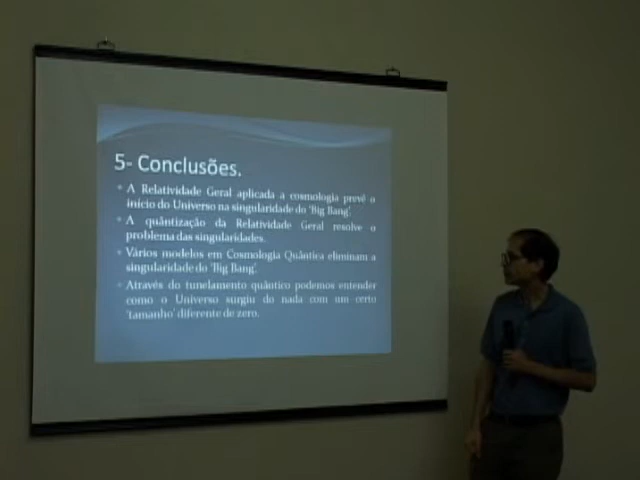 5- Conclusões.
A Relatividade Geral aplicada a cosmologia prevê o
início do Universo na singularidade do 'Big Bang'.
A quântização da Relatividade Geral resolve o
problema das singularidades.
Vários modelos em Cosmologia Quântica eliminam a
singularidade do 'Big Bang'.
Através do tunelamento quântico podemos entender
como o Universo surgiu do nada com um certo
'tamanho' diferente de zero.